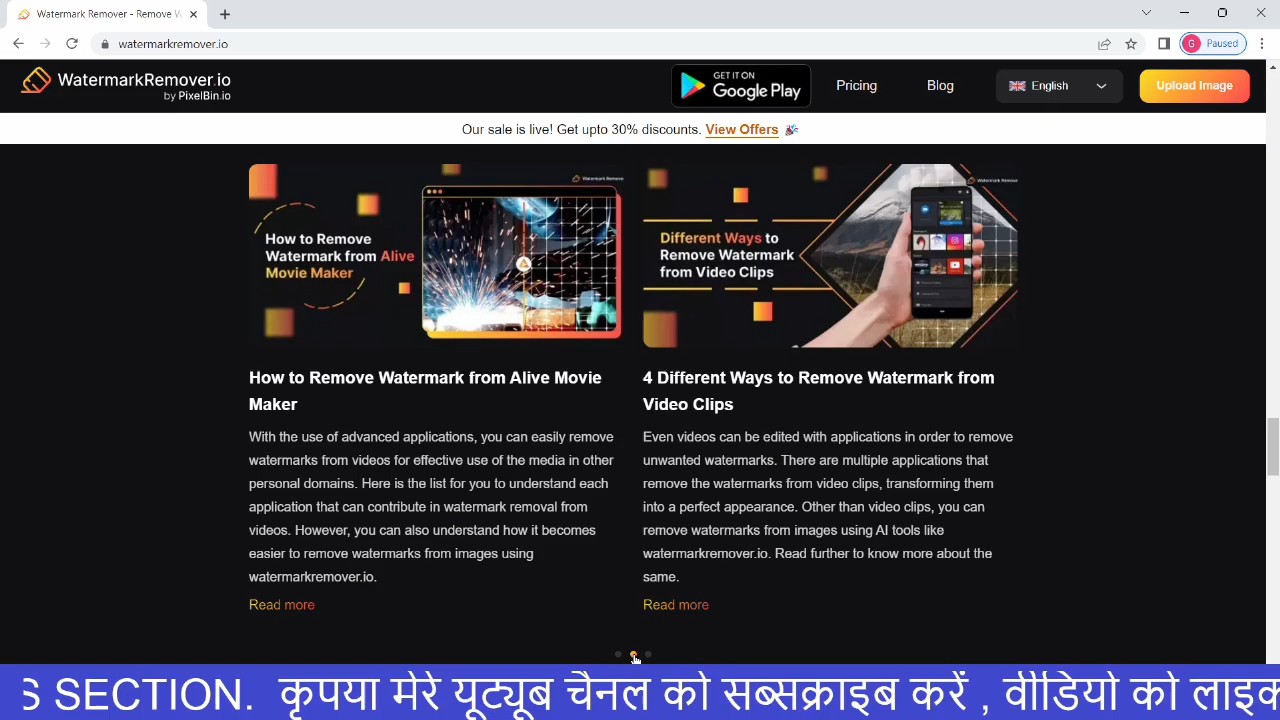 Watermark Remover - Remove W
watermarkremover.io
G Paused
WatermarkRemover.io
by PixelBin.io
GET IT ON
Google Play
Pricing
Blog
English
Upload Image
Our sale is live! Get upto 30% discounts. View Offers
Watermark Remove
How to Remove
Watermark from Alive
Movie Maker
Watermark Remove
Different Ways to
Remove Watermark
from Video Clips
How to Remove Watermark from Alive Movie
Maker
With the use of advanced applications, you can easily remove
watermarks from videos for effective use of the media in other
personal domains. Here is the list for you to understand each
application that can contribute in watermark removal from
videos. However, you can also understand how it becomes
easier to remove watermarks from images using
watermarkremover.io.
Read more
4 Different Ways to Remove Watermark from
Video Clips
Even videos can be edited with applications in order to remove
unwanted watermarks. There are multiple applications that
remove the watermarks from video clips, transforming them
into a perfect appearance. Other than video clips, you can
remove watermarks from images using AI tools like
watermarkremover.io. Read further to know more about the
same.
Read more
S SECTION. कृपया मेरे यूट्यूब चैनल को सब्सक्राइब करें , वीडियो को लाइक